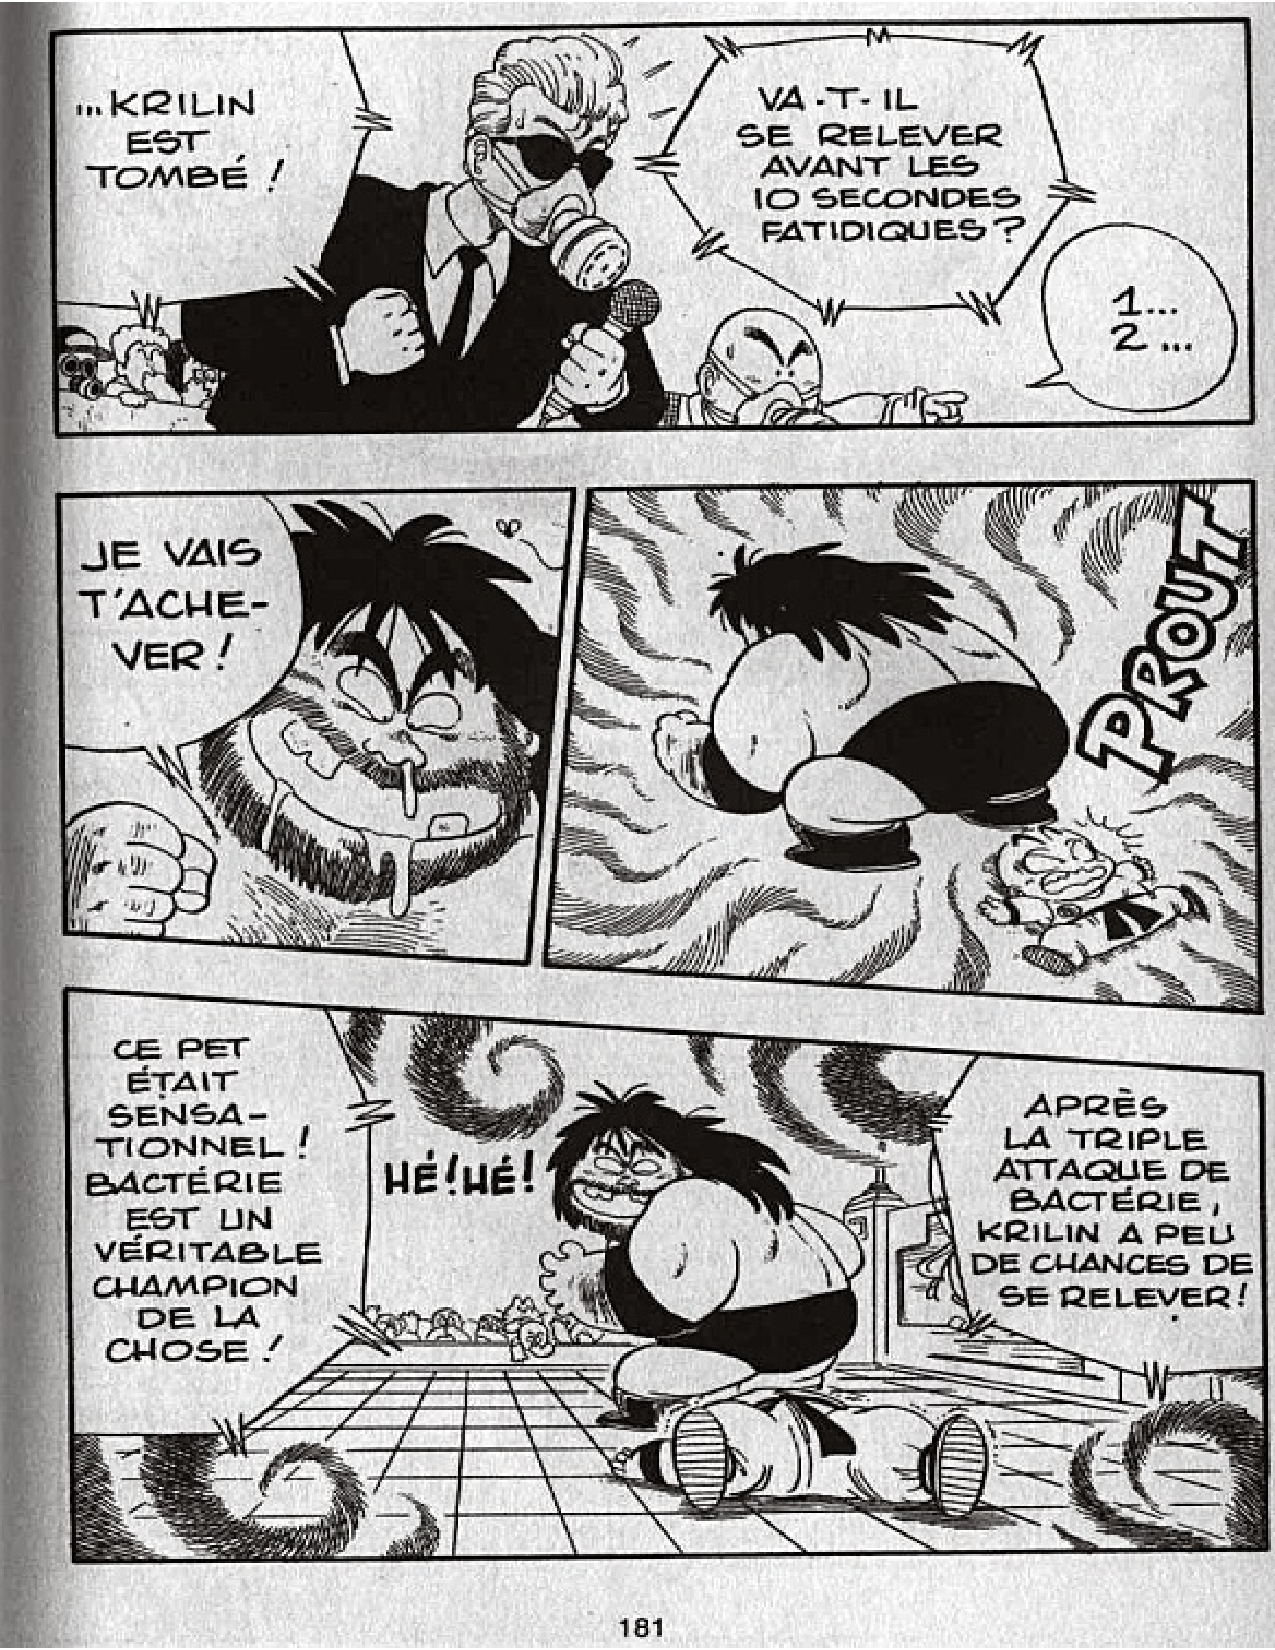 ...KRILIN
EST
TOMBÉ !
VA-T-IL
SE RELEVER
AVANT LES
10 SECONDES
FATIDIQUES ?
1...
2...
JE VAIS
T'ACHE-
VER !
PROUT
CE PET
ÉTAIT
SENSA-
TIONNEL !
BACTÉRIE
EST UN
VÉRITABLE
CHAMPION
DE LA
CHOSE !
HÉ! HÉ!
APRÈS
LA TRIPLE
ATTAQUE DE
BACTÉRIE,
KRILIN A PEU
DE CHANCES DE
SE RELEVER !
181